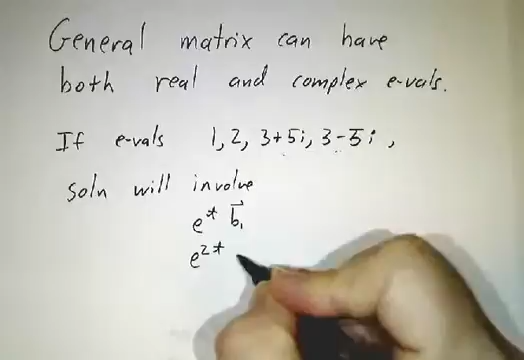 General matrix can have
both real and complex e-vals.
If e-vals 1, 2, 3+5i, 3-5i,
soln will involve
e^t b⃗₁
e^2t